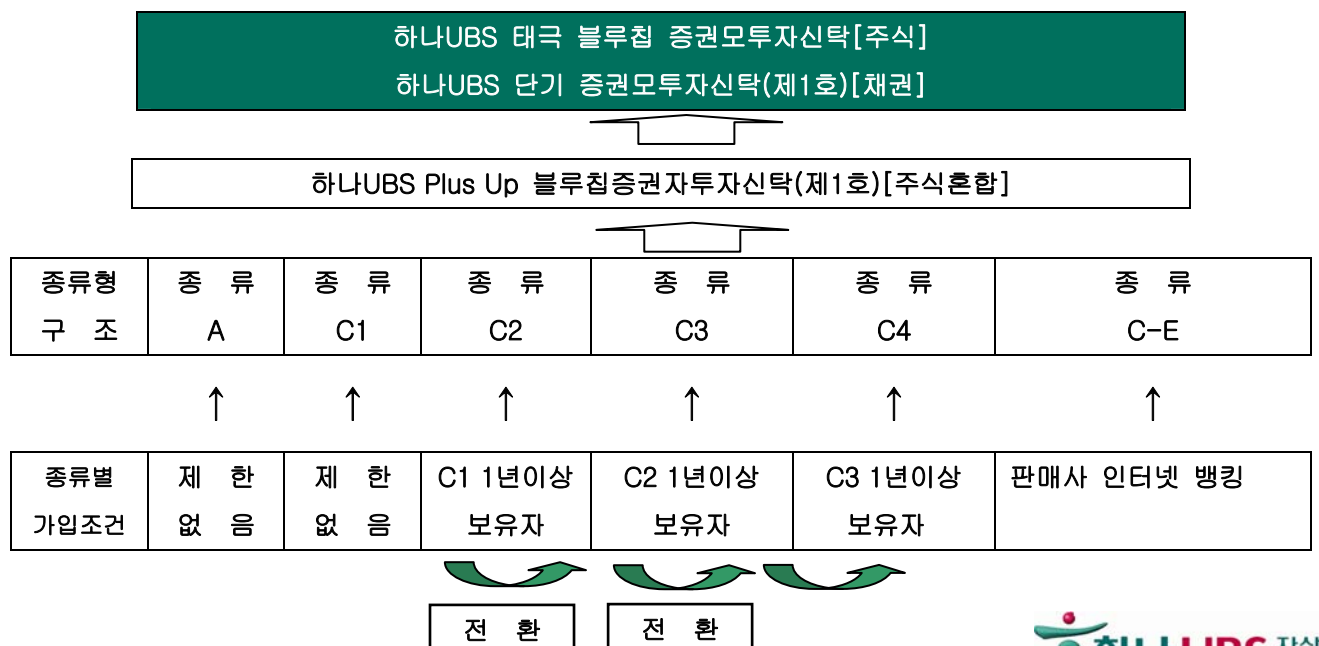 하나UBS 태극 블루칩 증권모투자신탁[주식]
하나UBS 단기 증권모투자신탁(제1호)[채권]
하나UBS Plus Up 블루칩증권자투자신탁(제1호)[주식혼합]
종류형 종 류 종 류 종 류 종 류 종 류 종 류
구 조 A C1 C2 C3 C4 C-E
↑ ↑ ↑ ↑ ↑ ↑
종류별 제 한 제 한 C1 1년이상 C2 1년이상 C3 1년이상 판매사 인터넷 뱅킹
가입조건 없 음 없 음 보유자 보유자 보유자
전 환 전 환
하나UBS